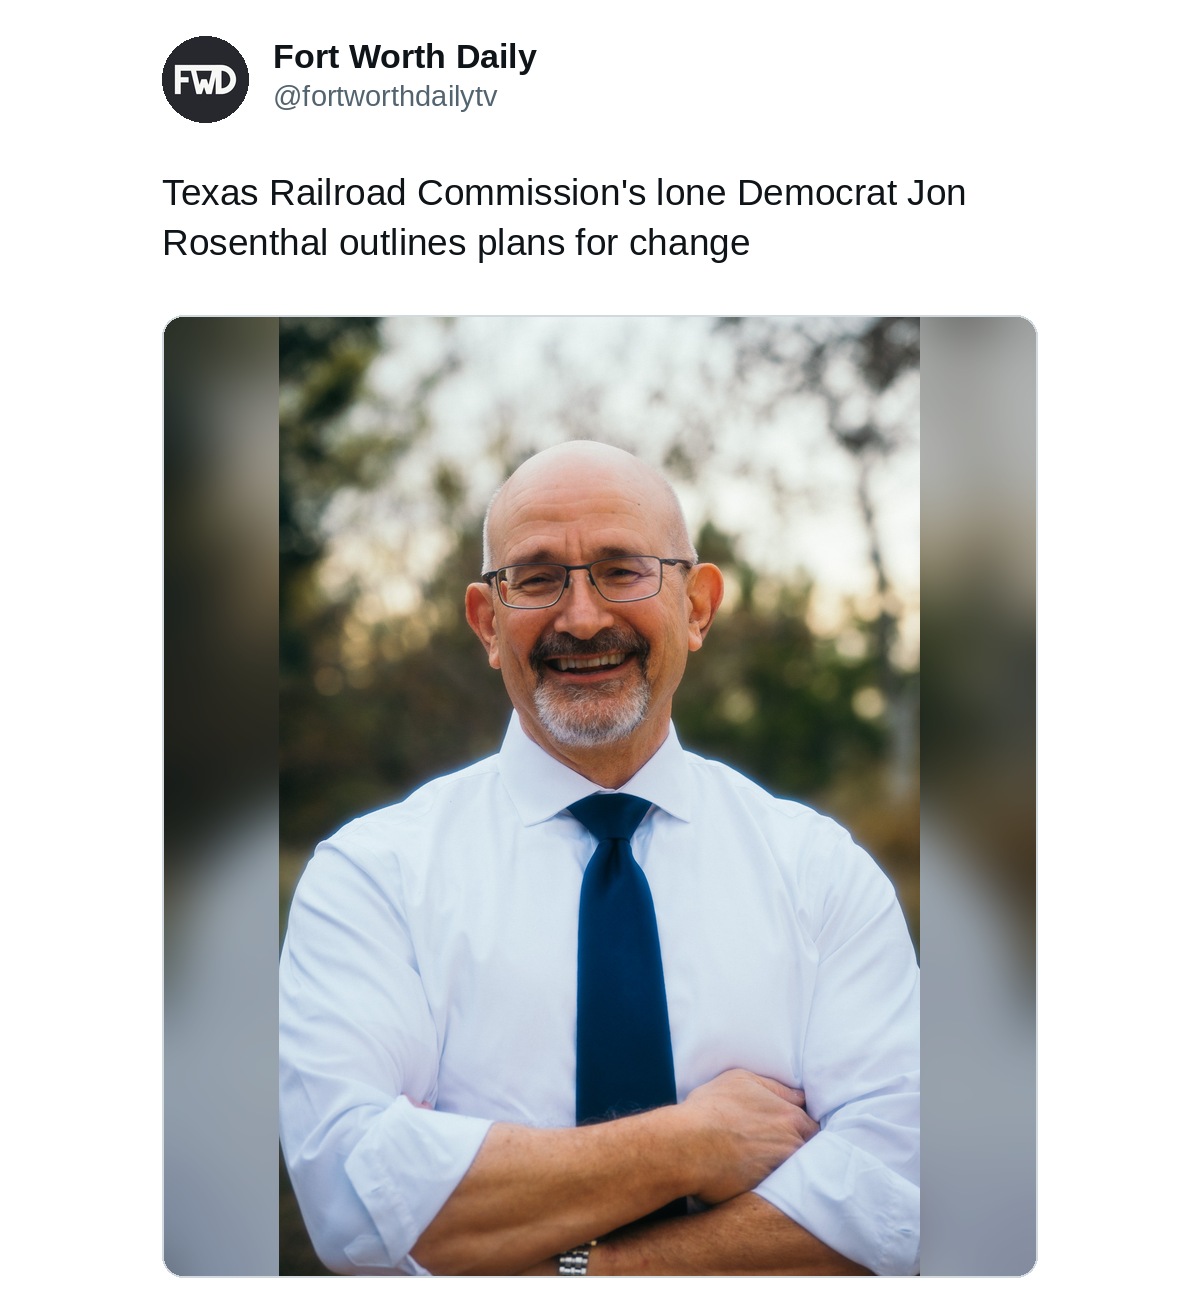 FWD
Fort Worth Daily
@fortworthdailytv
Texas Railroad Commission's lone Democrat Jon
Rosenthal outlines plans for change